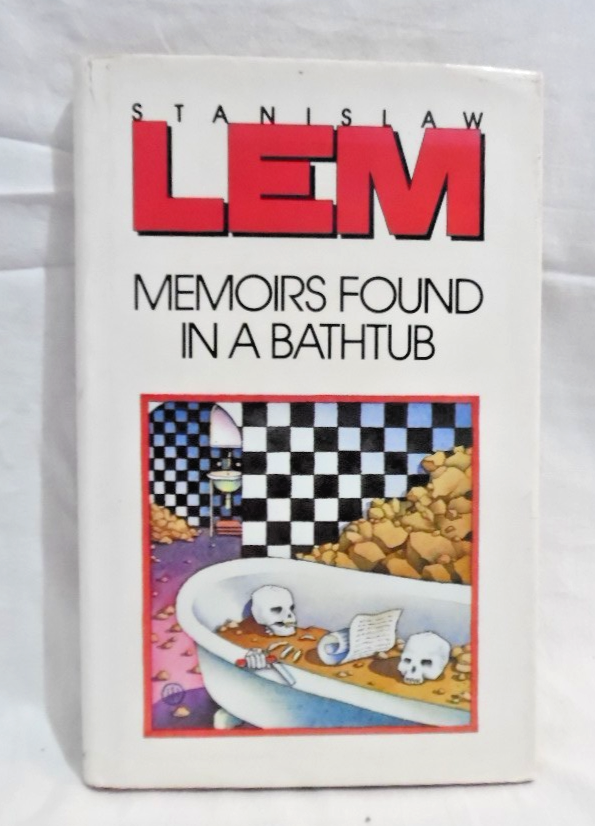 STANISLAW
LEM
MEMOIRS FOUND
IN A BATHTUB